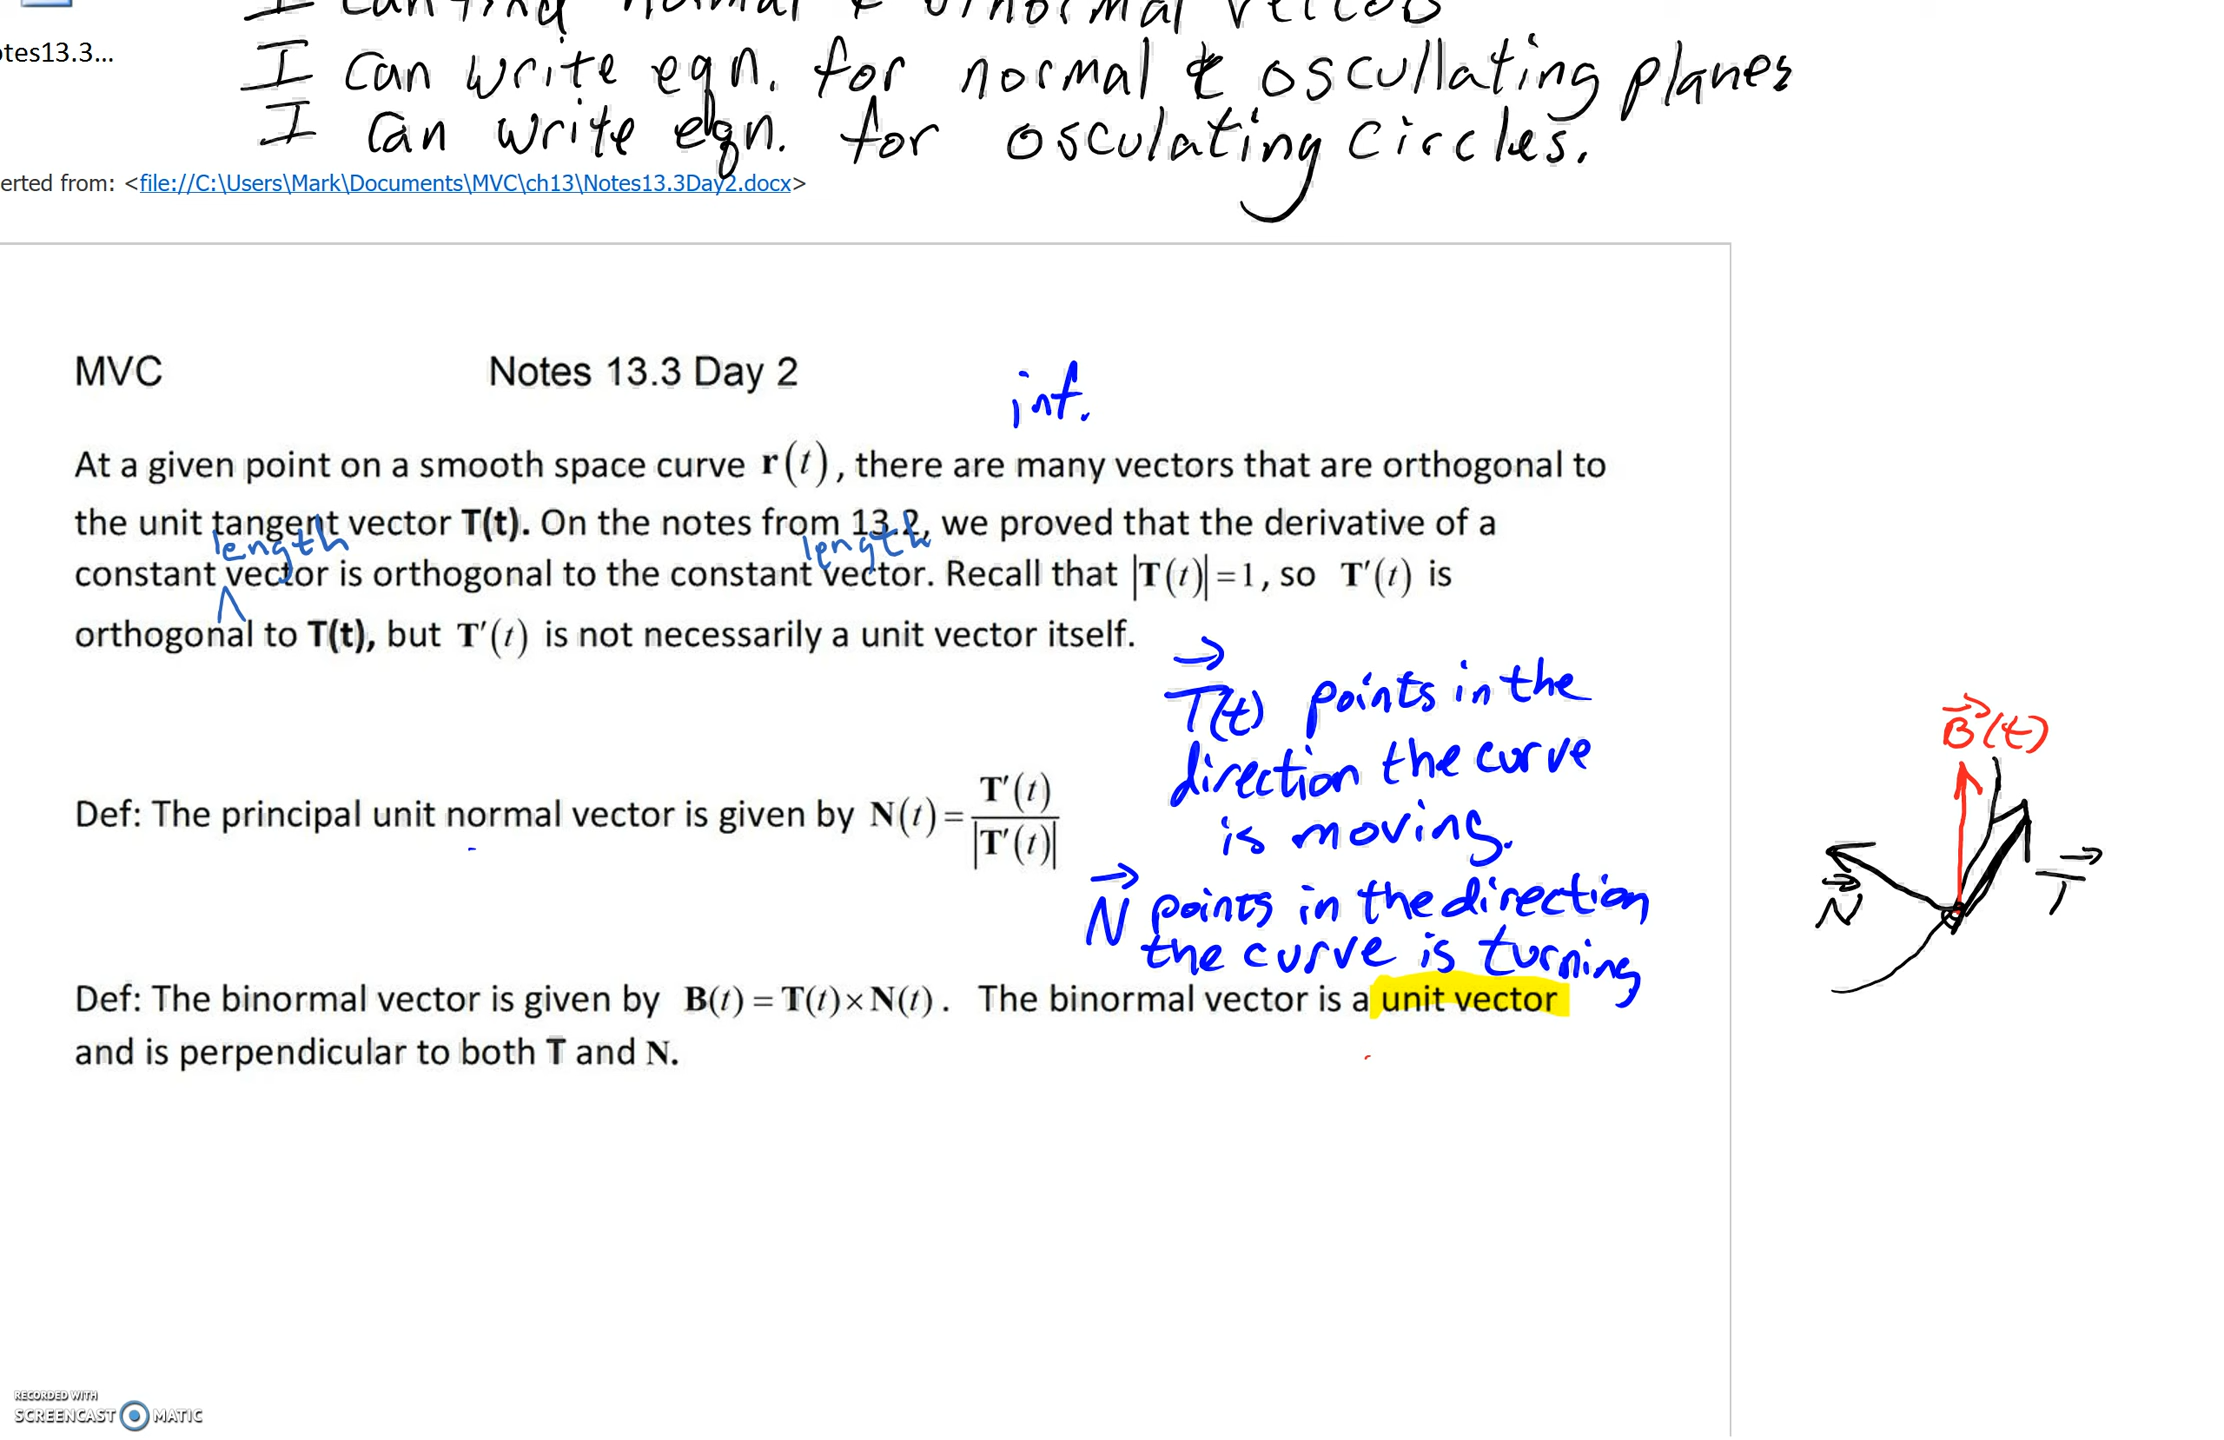 I can find normal & binormal vectors
otes13.3...
I can write eqn. for normal & oscullating planes
I can write eqn. for osculating circles.
erted from: <file://C:\Users\Mark\Documents\MVC\ch13\Notes13.3Day2.docx>
MVC Notes 13.3 Day 2
inf.
At a given point on a smooth space curve r(t), there are many vectors that are orthogonal to
the unit tangent vector T(t). On the notes from 13.2, we proved that the derivative of a
length length
constant vector is orthogonal to the constant vector. Recall that |T(t)|=1, so T′(t) is
orthogonal to T(t), but T′(t) is not necessarily a unit vector itself.
T(t) points in the
direction the curve
is moving.
Def: The principal unit normal vector is given by N(t) = T′(t) / |T′(t)|
N points in the direction
the curve is turning
Def: The binormal vector is given by B(t) = T(t)×N(t). The binormal vector is a unit vector
and is perpendicular to both T and N.
B(t)
N
T
RECORDED WITH
SCREENCAST MATIC